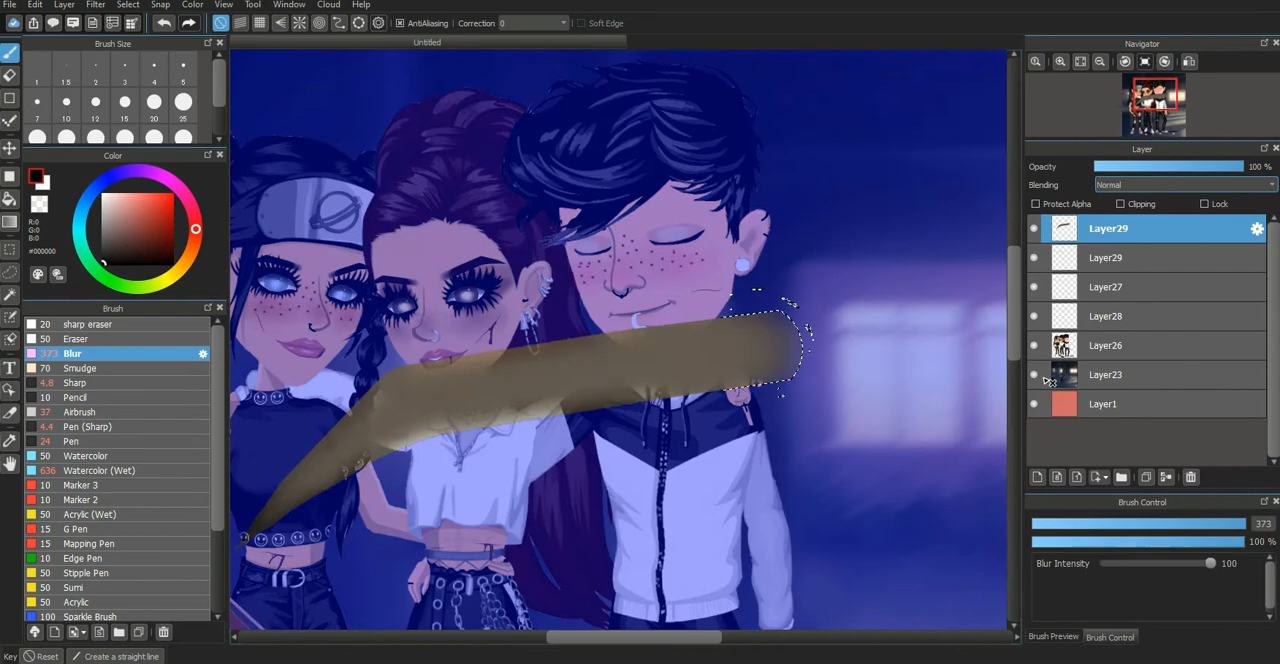 File Edit Layer Filter Select Snap Color View Tool Window Cloud Help
AntiAliasing Correction 0 Soft Edge
Brush Size
Untitled
Navigator
1 1.5 2 3 4 5
7 10 12 15 20 25
Color
R:0
G:0
B:0
#000000
Brush
20 sharp eraser
50 Eraser
373 Blur
70 Smudge
4.8 Sharp
10 Pencil
37 Airbrush
4.4 Pen (Sharp)
24 Pen
50 Watercolor
636 Watercolor (Wet)
10 Marker 3
10 Marker 2
50 Acrylic (Wet)
15 G Pen
15 Mapping Pen
10 Edge Pen
50 Stipple Pen
50 Sumi
50 Acrylic
100 Sparkle Brush
Layer
Opacity 100 %
Blending Normal
Protect Alpha Clipping Lock
Layer29
Layer29
Layer27
Layer28
Layer26
Layer23
Layer1
Brush Control
373
100 %
Blur Intensity 100
Brush Preview Brush Control
Key Reset Create a straight line